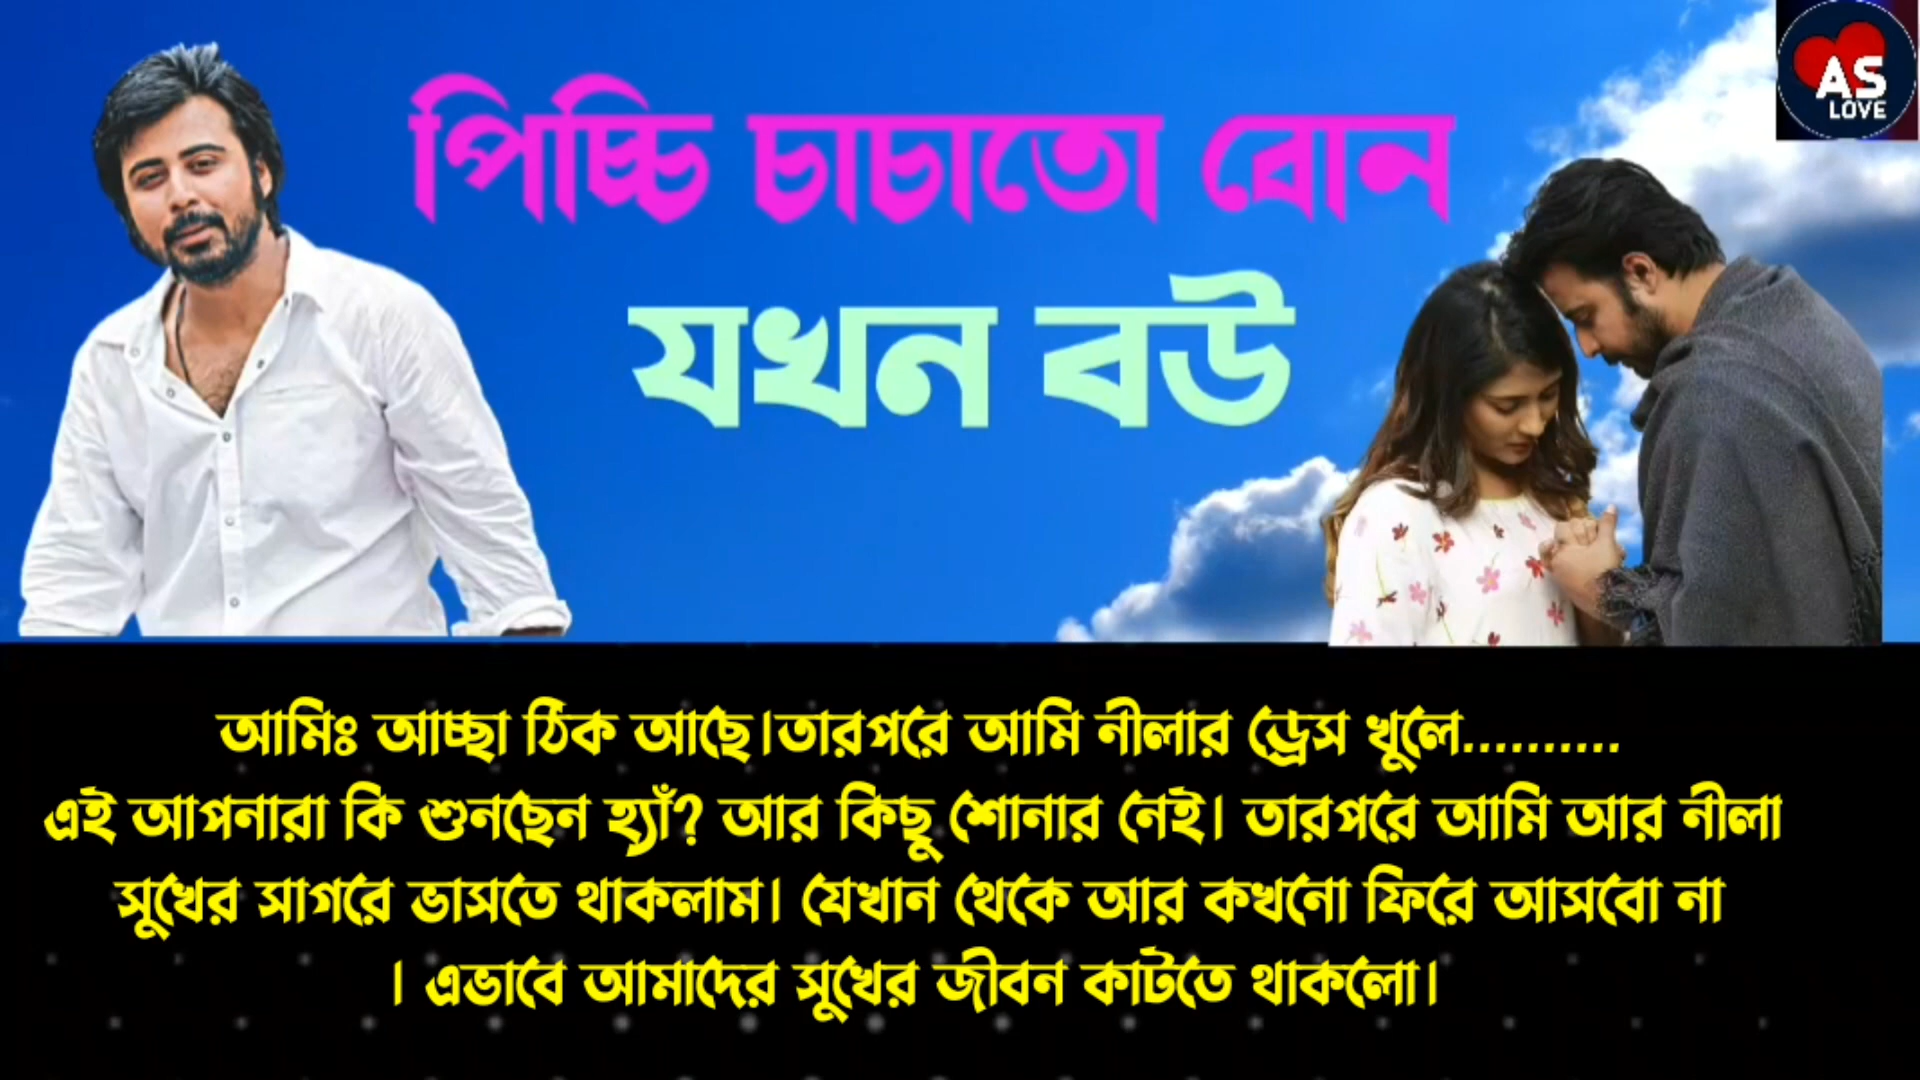 AS
LOVE
পিচ্চি চাচাতো বোন
যখন বউ
আমিঃ আচ্ছা ঠিক আছে।তারপরে আমি নীলার ড্রেস খুলে..........
এই আপনারা কি শুনছেন হ্যাঁ? আর কিছু শোনার নেই। তারপরে আমি আর নীলা
সুখের সাগরে ভাসতে থাকলাম। যেখান থেকে আর কখনো ফিরে আসবো না
। এভাবে আমাদের সুখের জীবন কাটতে থাকলো।